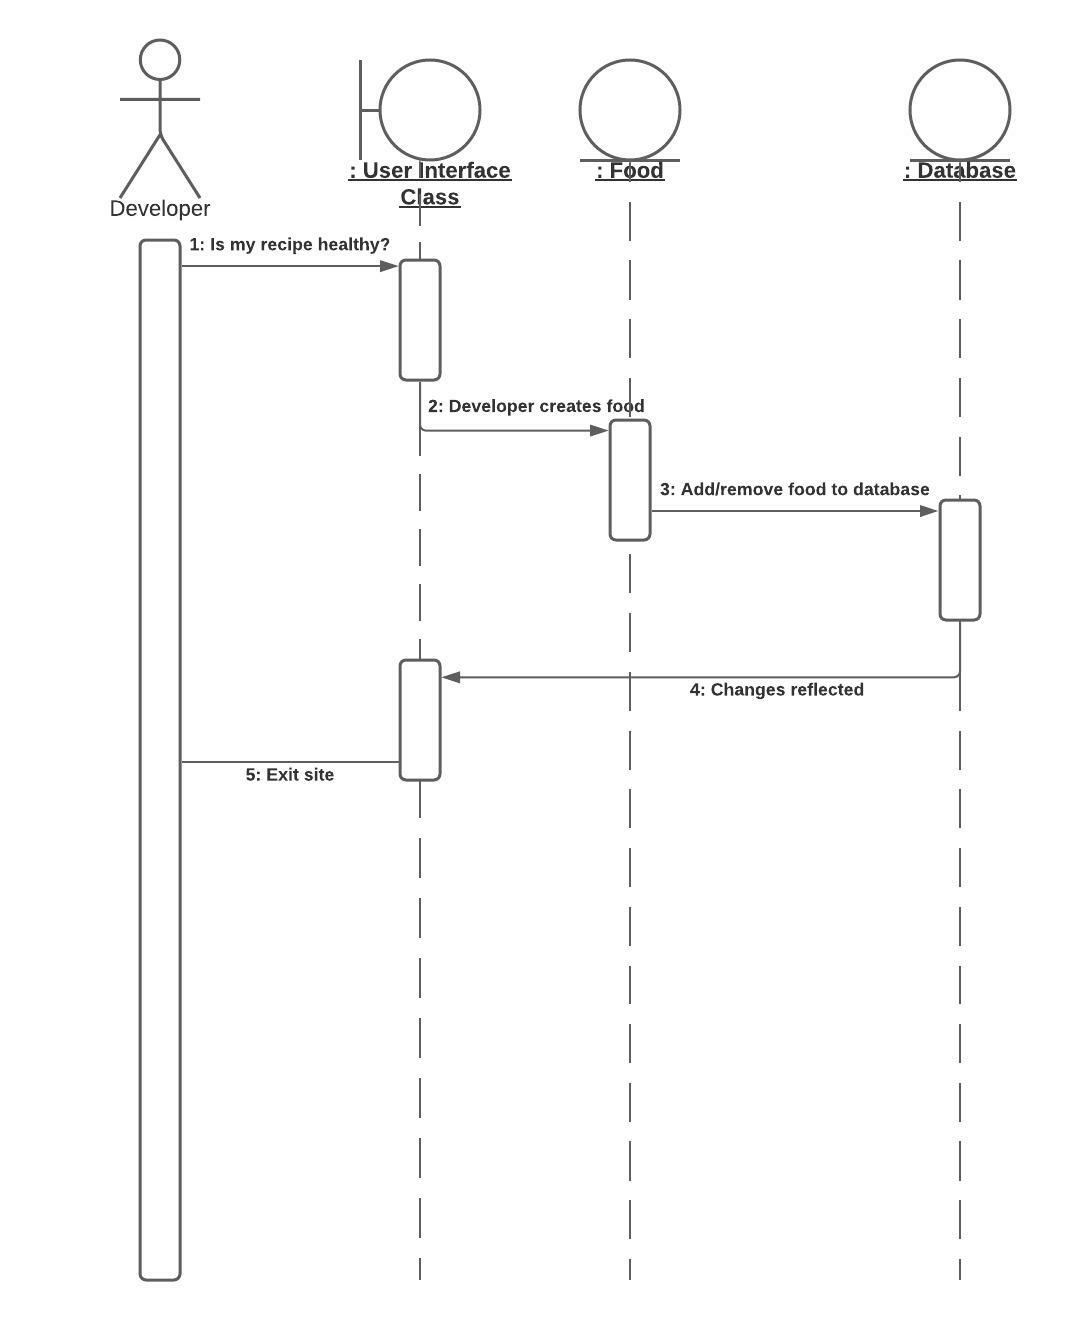 Developer
: User Interface
Class
: Food
: Database
1: Is my recipe healthy?
2: Developer creates food
3: Add/remove food to database
4: Changes reflected
5: Exit site